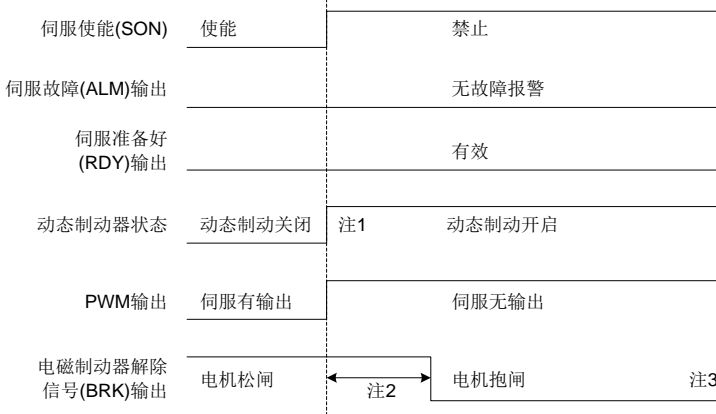 伺服使能(SON) 使能 禁止
伺服故障(ALM)输出 无故障报警
伺服准备好
(RDY)输出 有效
动态制动器状态 动态制动关闭 注1 动态制动开启
PWM输出 伺服有输出 伺服无输出
电磁制动器解除
信号(BRK)输出 电机松闸 注2 电机抱闸 注3